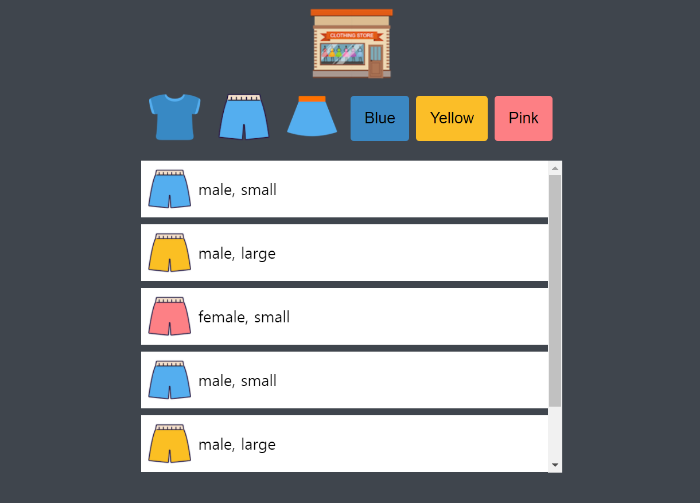 CLOTHING STORE
Blue
Yellow
Pink
male, small
male, large
female, small
male, small
male, large